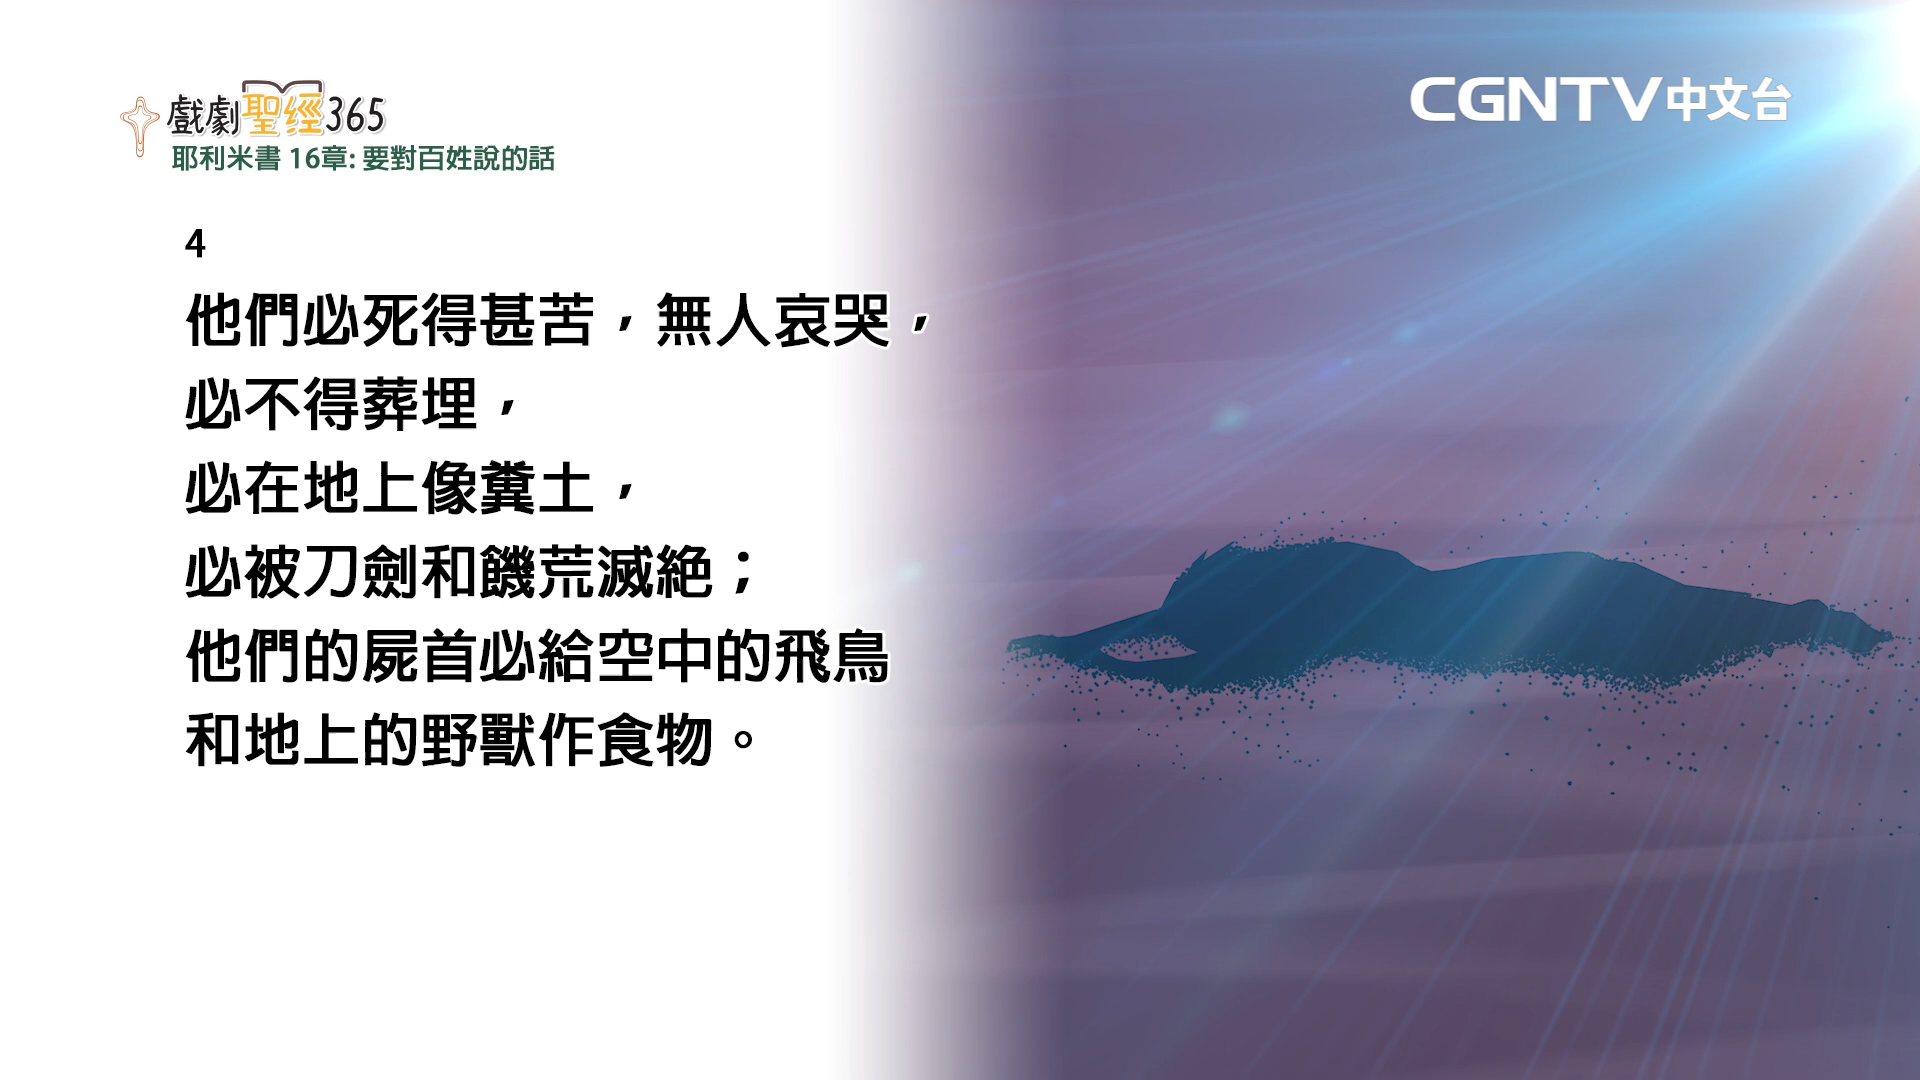 戲劇聖經365
CGNTV中文台
耶利米書 16章: 要對百姓說的話
4
他們必死得甚苦，無人哀哭，
必不得葬埋，
必在地上像糞土，
必被刀劍和饑荒滅絕；
他們的屍首必給空中的飛鳥
和地上的野獸作食物。